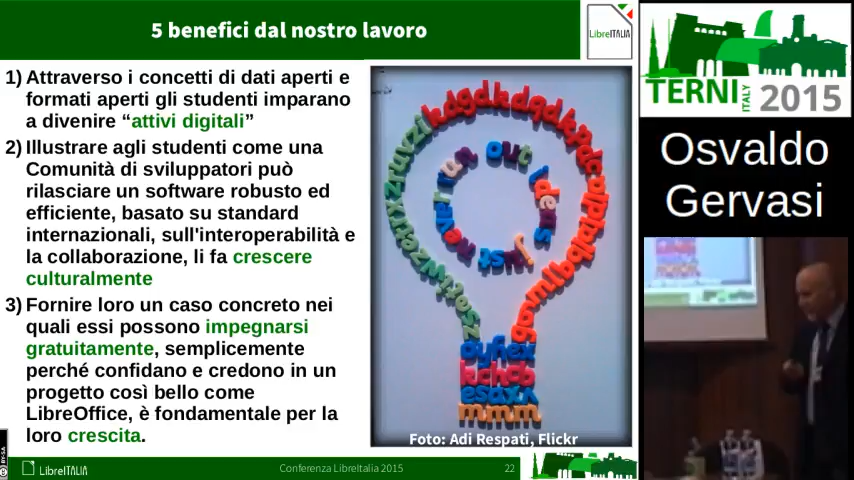 5 benefici dal nostro lavoro
LibreITALIA
1) Attraverso i concetti di dati aperti e
formati aperti gli studenti imparano
a divenire “attivi digitali”
2) Illustrare agli studenti come una
Comunità di sviluppatori può
rilasciare un software robusto ed
efficiente, basato su standard
internazionali, sull'interoperabilità e
la collaborazione, li fa crescere
culturalmente
3) Fornire loro un caso concreto nei
quali essi possono impegnarsi
gratuitamente, semplicemente
perché confidano e credono in un
progetto così bello come
LibreOffice, è fondamentale per la
loro crescita.
Foto: Adi Respati, Flickr
BY-SA
LibreITALIA
Conferenza LibreItalia 2015
22
TERNI
ITALY
2015
Osvaldo
Gervasi